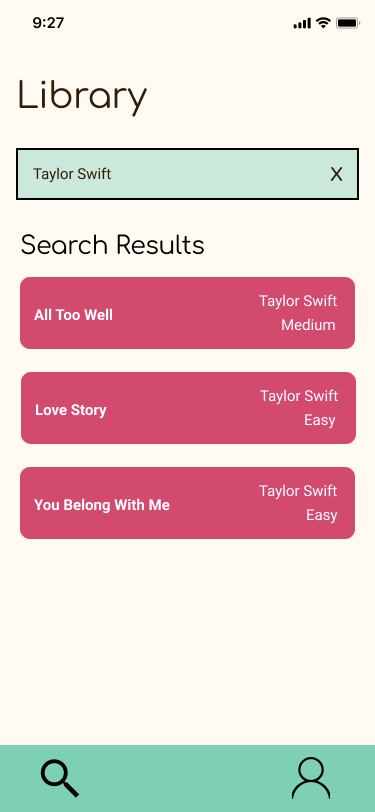 9:27
Library
Taylor Swift X
Search Results
Taylor Swift
All Too Well
Medium
Taylor Swift
Love Story
Easy
Taylor Swift
You Belong With Me
Easy